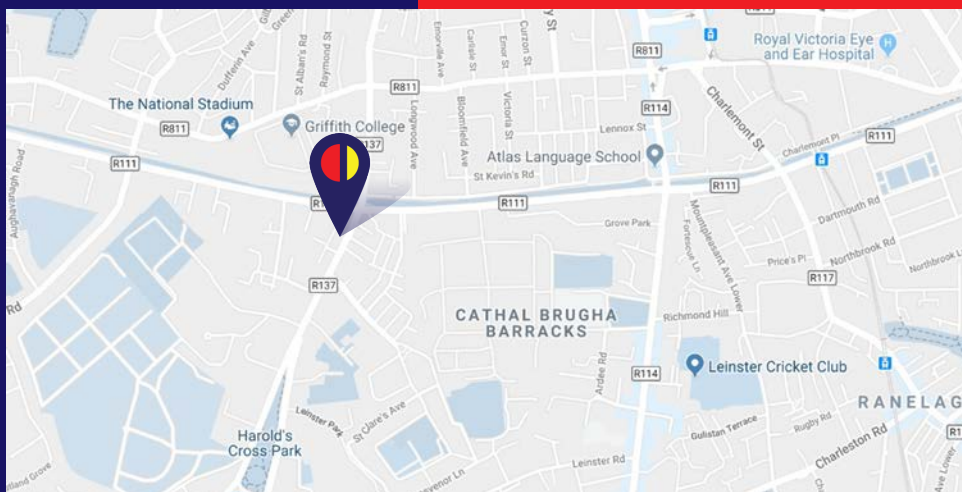 R811
Royal Victoria Eye
and Ear Hospital
H
Dufferin Ave
St Alban's Rd
Raymond St
Emorville Ave
Carlisle St
Emor St
Curzon St
R811
The National Stadium
R811
R811
Griffith College
Longwood Ave
Bloomfield Ave
Victoria St
Lennox St
R114
Charlemont St
R111
Charlemont Pl
R111
Atlas Language School
St Kevin's Rd
R111
R111
Grove Park
Mountpleasant Ave Lower
Fortescue Ln
Dartmouth Rd
Price's Pl
Northbrook Rd
R117
R137
CATHAL BRUGHA
BARRACKS
Richmond Hill
Ardee Rd
R114
Leinster Cricket Club
RANELAG
Leinster Park
St Clare's Ave
Gulistan Terrace
Rugby Rd
Charleston Rd
Harold's
Cross Park
Leinster Rd